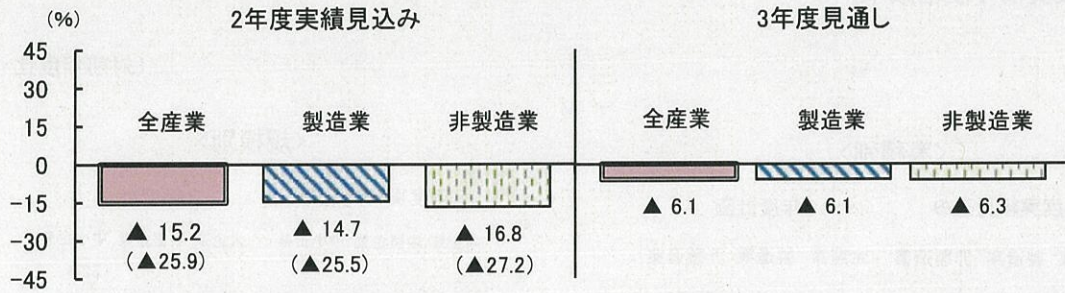 (%)
2年度実績見込み
3年度見通し
45
30
15
0
-15
-30
-45
全産業
製造業
非製造業
全産業
製造業
非製造業
▲ 15.2
(▲25.9)
▲ 14.7
(▲25.5)
▲ 16.8
(▲27.2)
▲ 6.1
▲ 6.1
▲ 6.3